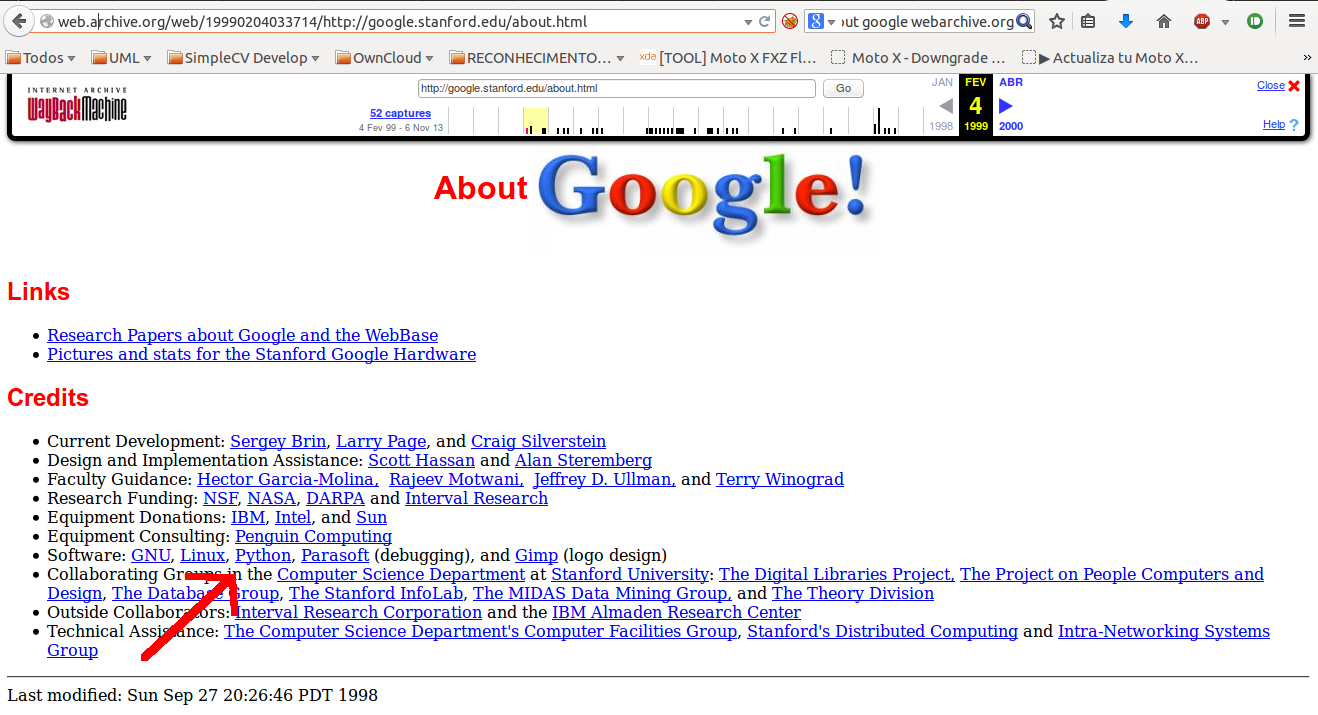 web.archive.org/web/19990204033714/http://google.stanford.edu/about.html
out google webarchive.org
ABP
Todos
UML
SimpleCV Develop
OwnCloud
RECONHECIMENTO...
xda [TOOL] Moto X FXZ Fl...
Moto X - Downgrade ...
▶ Actualiza tu Moto X...
»
INTERNET ARCHIVE
WayBackMachine
http://google.stanford.edu/about.html
Go
52 captures
4 Fev 99 - 6 Nov 13
JAN FEV ABR
4
1998 1999 2000
Close
Help ?
About Google!
Links
• Research Papers about Google and the WebBase
• Pictures and stats for the Stanford Google Hardware
Credits
• Current Development: Sergey Brin, Larry Page, and Craig Silverstein
• Design and Implementation Assistance: Scott Hassan and Alan Steremberg
• Faculty Guidance: Hector Garcia-Molina, Rajeev Motwani, Jeffrey D. Ullman, and Terry Winograd
• Research Funding: NSF, NASA, DARPA and Interval Research
• Equipment Donations: IBM, Intel, and Sun
• Equipment Consulting: Penguin Computing
• Software: GNU, Linux, Python, Parasoft (debugging), and Gimp (logo design)
• Collaborating Groups in the Computer Science Department at Stanford University: The Digital Libraries Project, The Project on People Computers and
Design, The Database Group, The Stanford InfoLab, The MIDAS Data Mining Group, and The Theory Division
• Outside Collaborators: Interval Research Corporation and the IBM Almaden Research Center
• Technical Assistance: The Computer Science Department's Computer Facilities Group, Stanford's Distributed Computing and Intra-Networking Systems
Group
Last modified: Sun Sep 27 20:26:46 PDT 1998